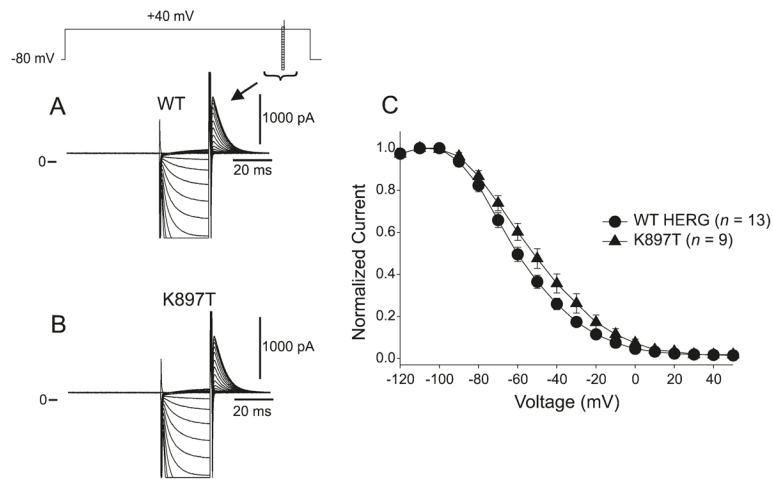 +40 mV
-80 mV
A
WT
1000 pA
0
20 ms
B
K897T
1000 pA
0
20 ms
C
Normalized Current
1.0
0.8
0.6
0.4
0.2
0.0
-120 -100 -80 -60 -40 -20 0 20 40
Voltage (mV)
WT HERG (n = 13)
K897T (n = 9)